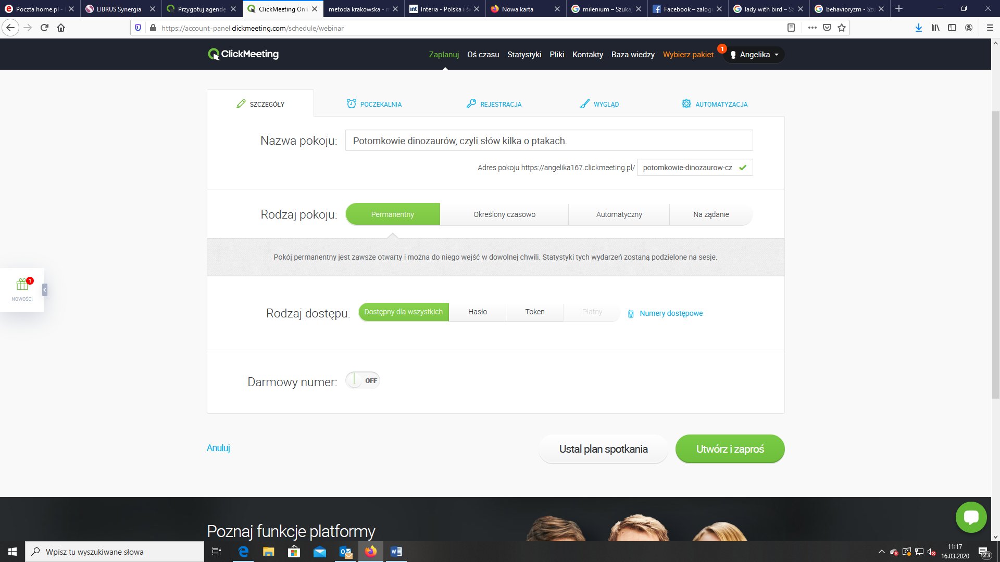 Poczta home.pl -
LIBRUS Synergia
Przygotuj agendę
ClickMeeting Onli
metoda krakowska - n
Interia - Polska i św
Nowa karta
milenium – Szukaj
Facebook – zalogu
lady with bird – Sz
behavioryzm - Szu
https://account-panel.clickmeeting.com/schedule/webinar
ClickMeeting
Zaplanuj
Oś czasu
Statystyki
Pliki
Kontakty
Baza wiedzy
Wybierz pakiet
1
Angelika
SZCZEGÓŁY
POCZEKALNIA
REJESTRACJA
WYGLĄD
AUTOMATYZACJA
Nazwa pokoju:
Potomkowie dinozaurów, czyli słów kilka o ptakach.
Adres pokoju https://angelika167.clickmeeting.pl/
potomkowie-dinozaurow-cz
Rodzaj pokoju:
Permanentny
Określony czasowo
Automatyczny
Na żądanie
Pokój permanentny jest zawsze otwarty i można do niego wejść w dowolnej chwili. Statystyki tych wydarzeń zostaną podzielone na sesje.
1
NOWOŚCI
Rodzaj dostępu:
Dostępny dla wszystkich
Hasło
Token
Płatny
Numery dostępowe
Darmowy numer:
OFF
Anuluj
Ustal plan spotkania
Utwórz i zaproś
Poznaj funkcje platformy
Wpisz tu wyszukiwane słowa
11:17
16.03.2020
23